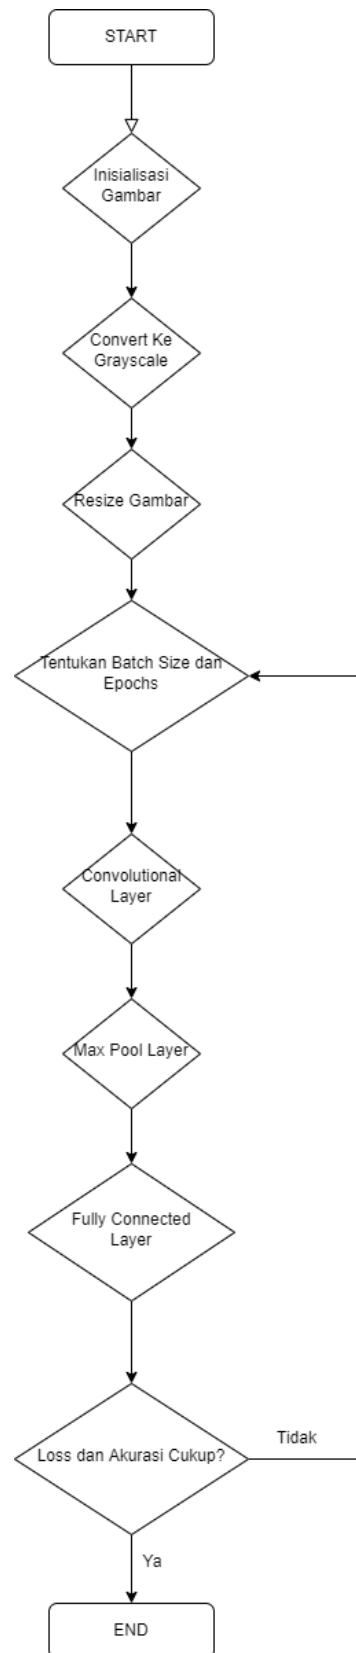 START
Inisialisasi
Gambar
Convert Ke
Grayscale
Resize Gambar
Tentukan Batch Size dan
Epochs
Convolutional
Layer
Max Pool Layer
Fully Connected
Layer
Loss dan Akurasi Cukup?
Tidak
Ya
END